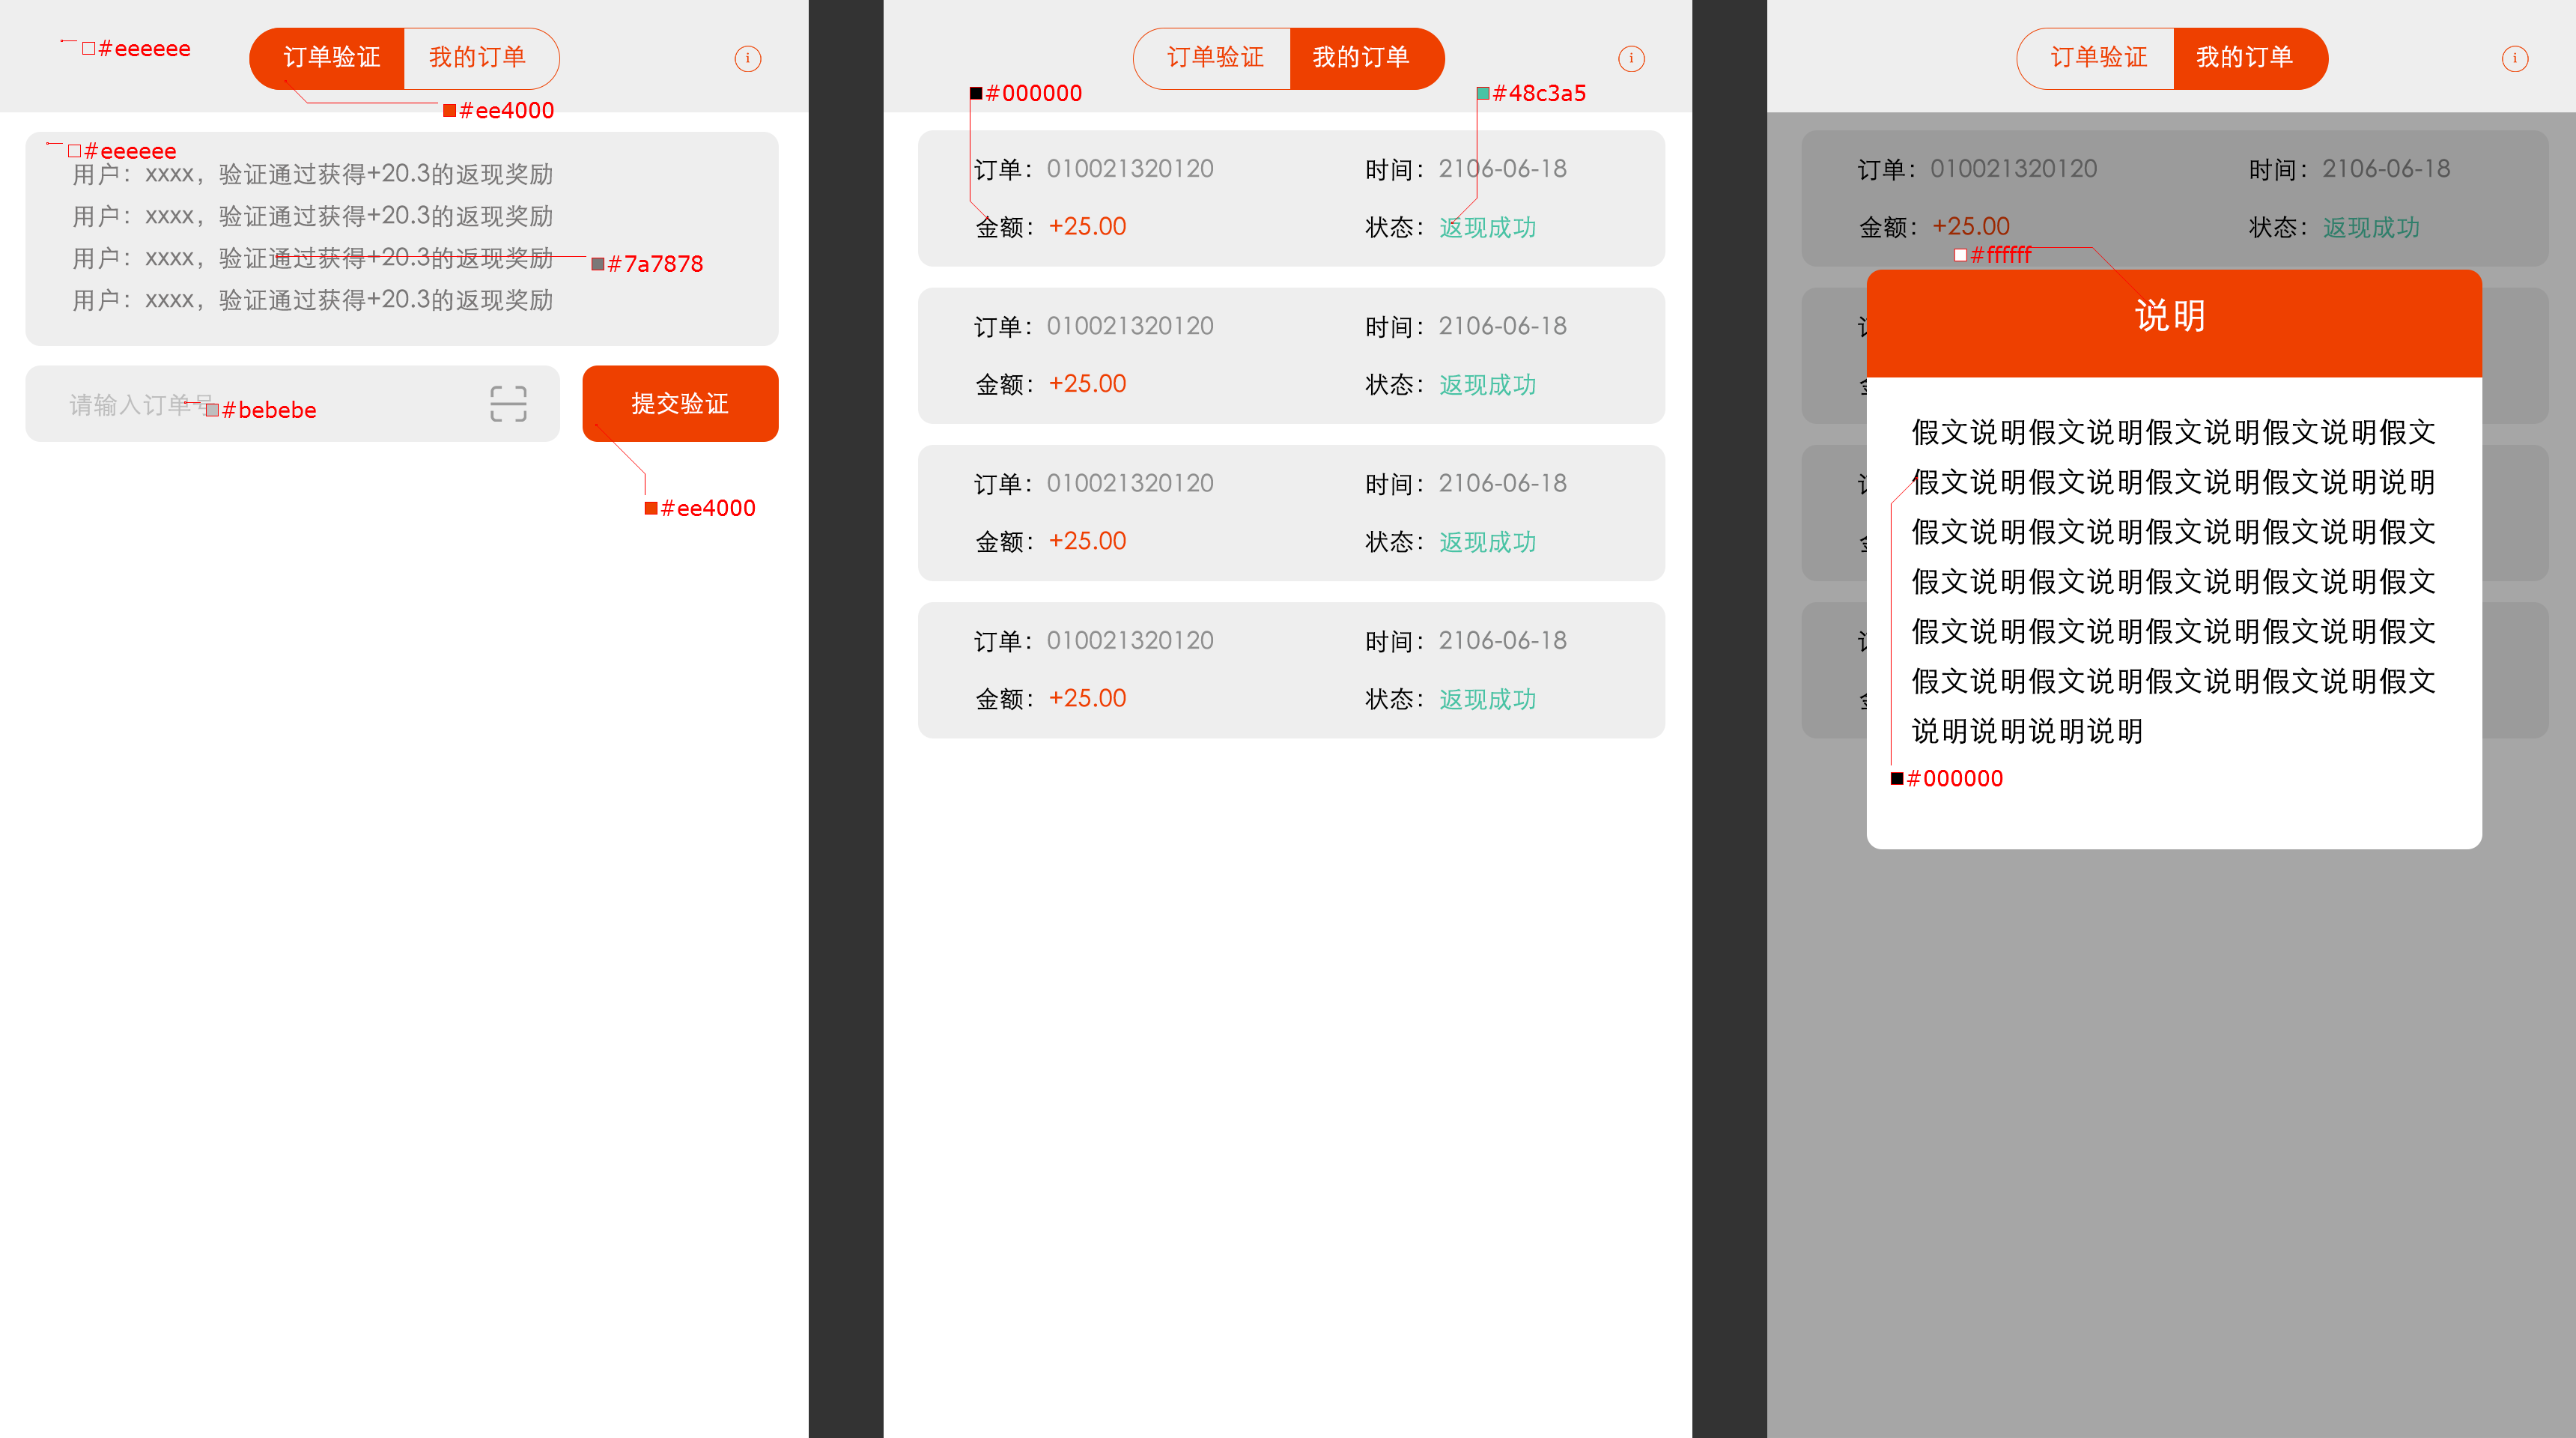 #eeeeee
订单验证
我的订单
i
#ee4000
#eeeeee
用户：xxxx，验证通过获得+20.3的返现奖励
用户：xxxx，验证通过获得+20.3的返现奖励
用户：xxxx，验证通过获得+20.3的返现奖励
#7a7878
用户：xxxx，验证通过获得+20.3的返现奖励
请输入订单号
#bebebe
提交验证
#ee4000
订单验证
我的订单
i
#000000
#48c3a5
订单：010021320120 时间：2106-06-18
金额：+25.00 状态：返现成功
订单：010021320120 时间：2106-06-18
金额：+25.00 状态：返现成功
订单：010021320120 时间：2106-06-18
金额：+25.00 状态：返现成功
订单：010021320120 时间：2106-06-18
金额：+25.00 状态：返现成功
订单验证
我的订单
i
订单：010021320120 时间：2106-06-18
金额：+25.00 状态：返现成功
#ffffff
说明
假文说明假文说明假文说明假文说明假文
假文说明假文说明假文说明假文说明说明
假文说明假文说明假文说明假文说明假文
假文说明假文说明假文说明假文说明假文
假文说明假文说明假文说明假文说明假文
假文说明假文说明假文说明假文说明假文
说明说明说明说明
#000000